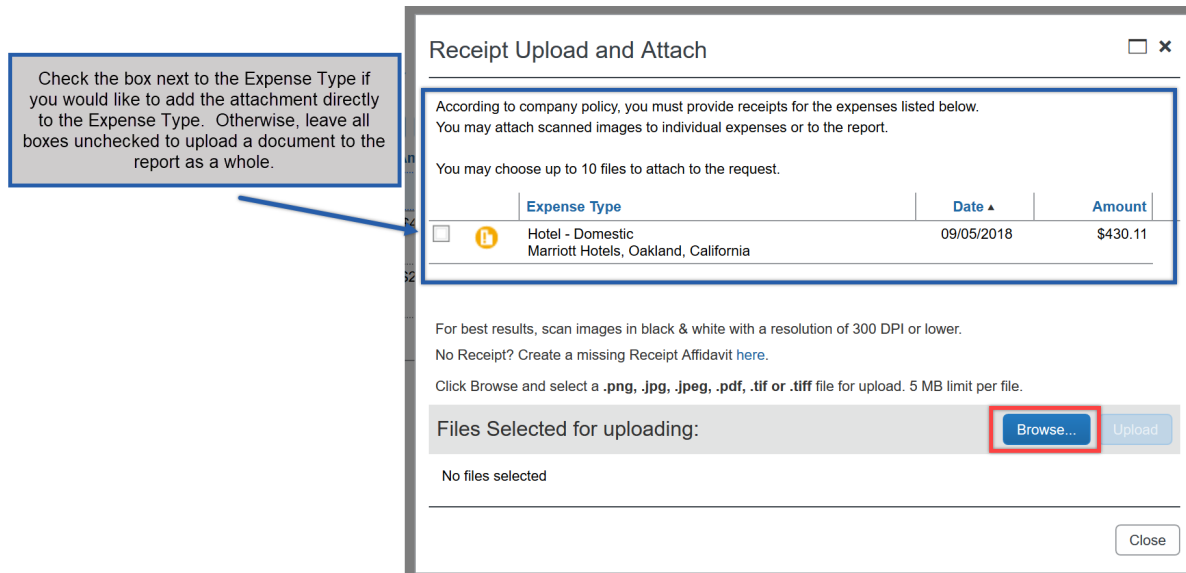 Check the box next to the Expense Type if
you would like to add the attachment directly
to the Expense Type.  Otherwise, leave all
boxes unchecked to upload a document to the
report as a whole.
Receipt Upload and Attach
According to company policy, you must provide receipts for the expenses listed below.
You may attach scanned images to individual expenses or to the report.
You may choose up to 10 files to attach to the request.
Expense Type Date ▲ Amount
Hotel - Domestic 09/05/2018 $430.11
Marriott Hotels, Oakland, California
For best results, scan images in black & white with a resolution of 300 DPI or lower.
No Receipt? Create a missing Receipt Affidavit here.
Click Browse and select a .png, .jpg, .jpeg, .pdf, .tif or .tiff file for upload. 5 MB limit per file.
Files Selected for uploading: Browse... Upload
No files selected
Close